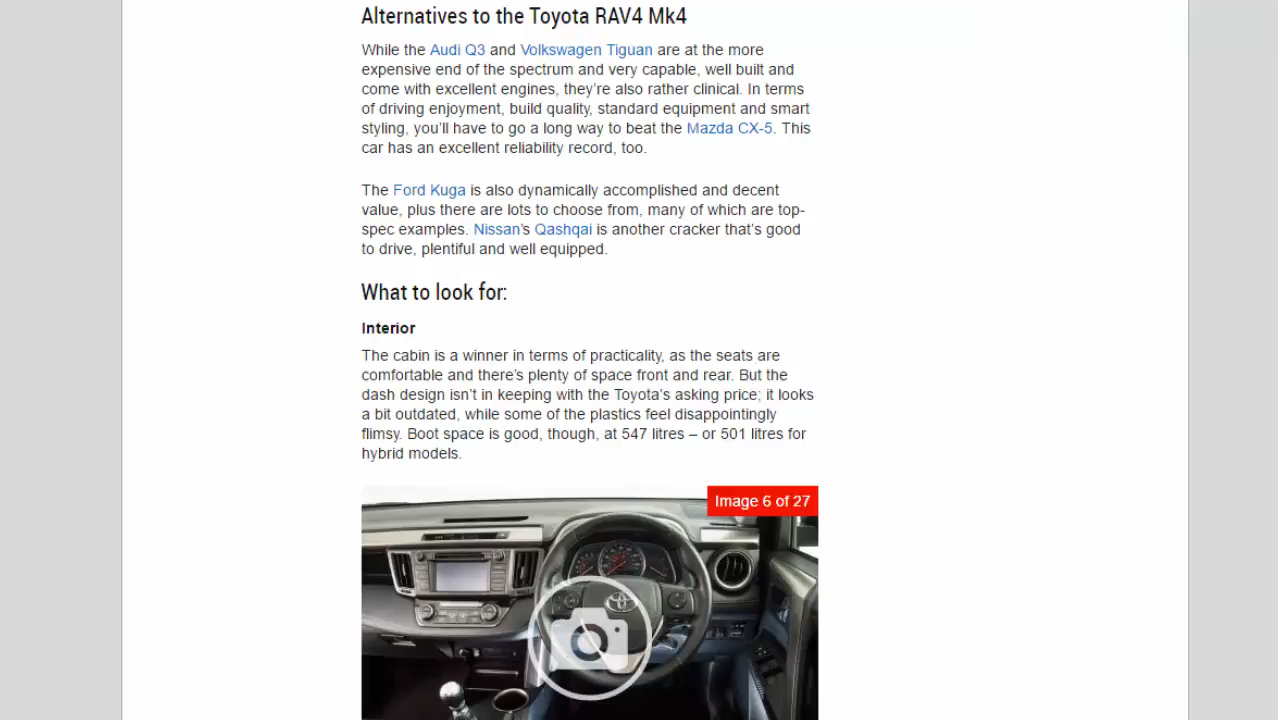 Alternatives to the Toyota RAV4 Mk4
While the Audi Q3 and Volkswagen Tiguan are at the more
expensive end of the spectrum and very capable, well built and
come with excellent engines, they're also rather clinical. In terms
of driving enjoyment, build quality, standard equipment and smart
styling, you'll have to go a long way to beat the Mazda CX-5. This
car has an excellent reliability record, too.
The Ford Kuga is also dynamically accomplished and decent
value, plus there are lots to choose from, many of which are top-
spec examples. Nissan's Qashqai is another cracker that's good
to drive, plentiful and well equipped.
What to look for:
Interior
The cabin is a winner in terms of practicality, as the seats are
comfortable and there's plenty of space front and rear. But the
dash design isn't in keeping with the Toyota's asking price; it looks
a bit outdated, while some of the plastics feel disappointingly
flimsy. Boot space is good, though, at 547 litres – or 501 litres for
hybrid models.
Image 6 of 27